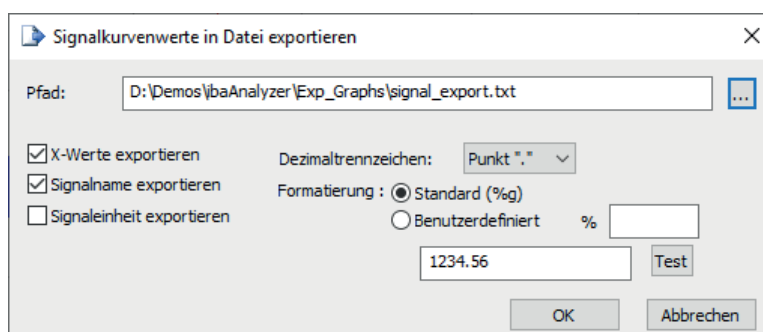 Signalkurvenwerte in Datei exportieren
Pfad: D:\Demos\ibaAnalyzer\Exp_Graphs\signal_export.txt ...
X-Werte exportieren Dezimaltrennzeichen: Punkt "."
Signalname exportieren Formatierung : Standard (%g)
Signaleinheit exportieren Benutzerdefiniert %
1234.56 Test
OK Abbrechen